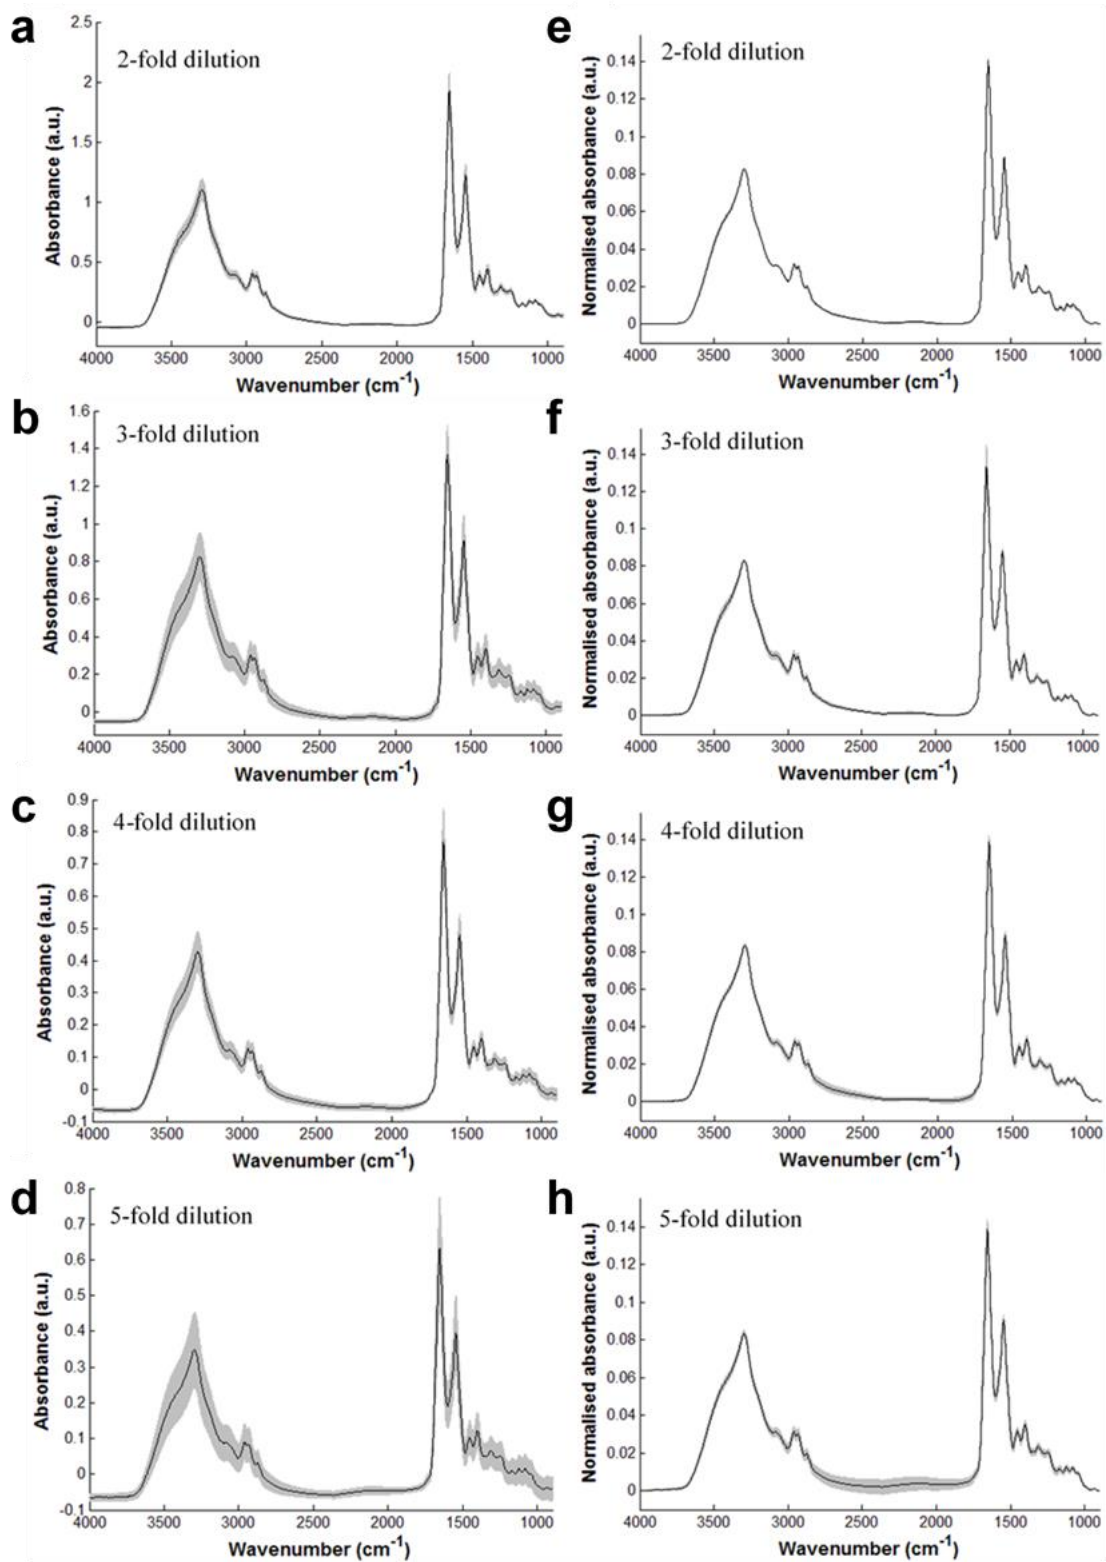 a
2.5
2
1.5
1
0.5
0
2-fold dilution
Absorbance (a.u.)
4000 3500 3000 2500 2000 1500 1000
Wavenumber (cm-1)
e
0.14
0.12
0.1
0.08
0.06
0.04
0.02
0
2-fold dilution
Normalised absorbance (a.u.)
4000 3500 3000 2500 2000 1500 1000
Wavenumber (cm-1)
b
1.6
1.4
1.2
1
0.8
0.6
0.4
0.2
0
3-fold dilution
Absorbance (a.u.)
4000 3500 3000 2500 2000 1500 1000
Wavenumber (cm-1)
f
0.14
0.12
0.1
0.08
0.06
0.04
0.02
0
3-fold dilution
Normalised absorbance (a.u.)
4000 3500 3000 2500 2000 1500 1000
Wavenumber (cm-1)
c
0.9
0.8
0.7
0.6
0.5
0.4
0.3
0.2
0.1
0
-0.1
4-fold dilution
Absorbance (a.u.)
4000 3500 3000 2500 2000 1500 1000
Wavenumber (cm-1)
g
0.14
0.12
0.1
0.08
0.06
0.04
0.02
0
4-fold dilution
Normalised absorbance (a.u.)
4000 3500 3000 2500 2000 1500 1000
Wavenumber (cm-1)
d
0.8
0.7
0.6
0.5
0.4
0.3
0.2
0.1
0
-0.1
5-fold dilution
Absorbance (a.u.)
4000 3500 3000 2500 2000 1500 1000
Wavenumber (cm-1)
h
0.14
0.12
0.1
0.08
0.06
0.04
0.02
0
5-fold dilution
Normalised absorbance (a.u.)
4000 3500 3000 2500 2000 1500 1000
Wavenumber (cm-1)